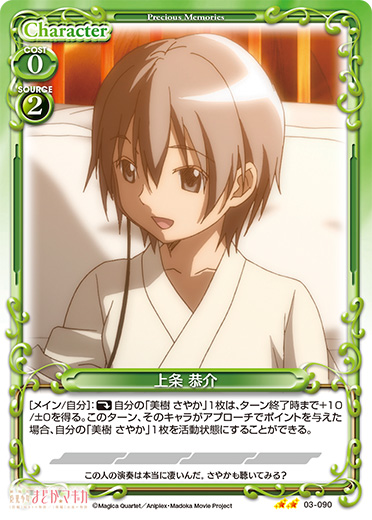 Precious Memories
Character
COST
0
SOURCE
2
上条 恭介
[メイン/自分]:自分の「美樹 さやか」1枚は、ターン終了時まで+10
/±0を得る。このターン、そのキャラがアプローチでポイントを与えた
場合、自分の「美樹 さやか」1枚を活動状態にすることができる。
この人の演奏は本当に凄いんだ。さやかも聴いてみる?
まどか☆マギカ
©Magica Quartet/Aniplex・Madoka Movie Project
03-090